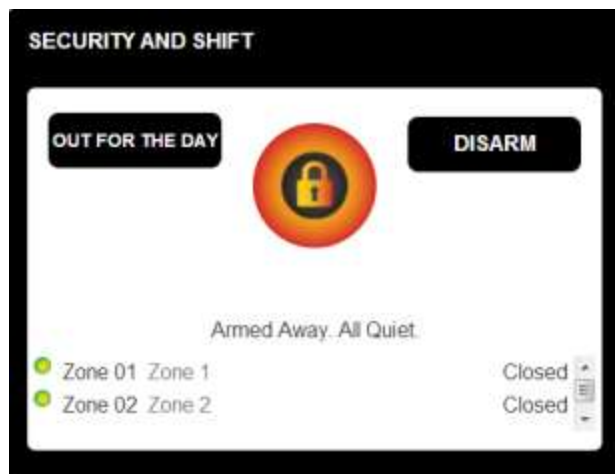 SECURITY AND SHIFT
OUT FOR THE DAY
DISARM
Armed Away. All Quiet.
Zone 01 Zone 1 Closed
Zone 02 Zone 2 Closed